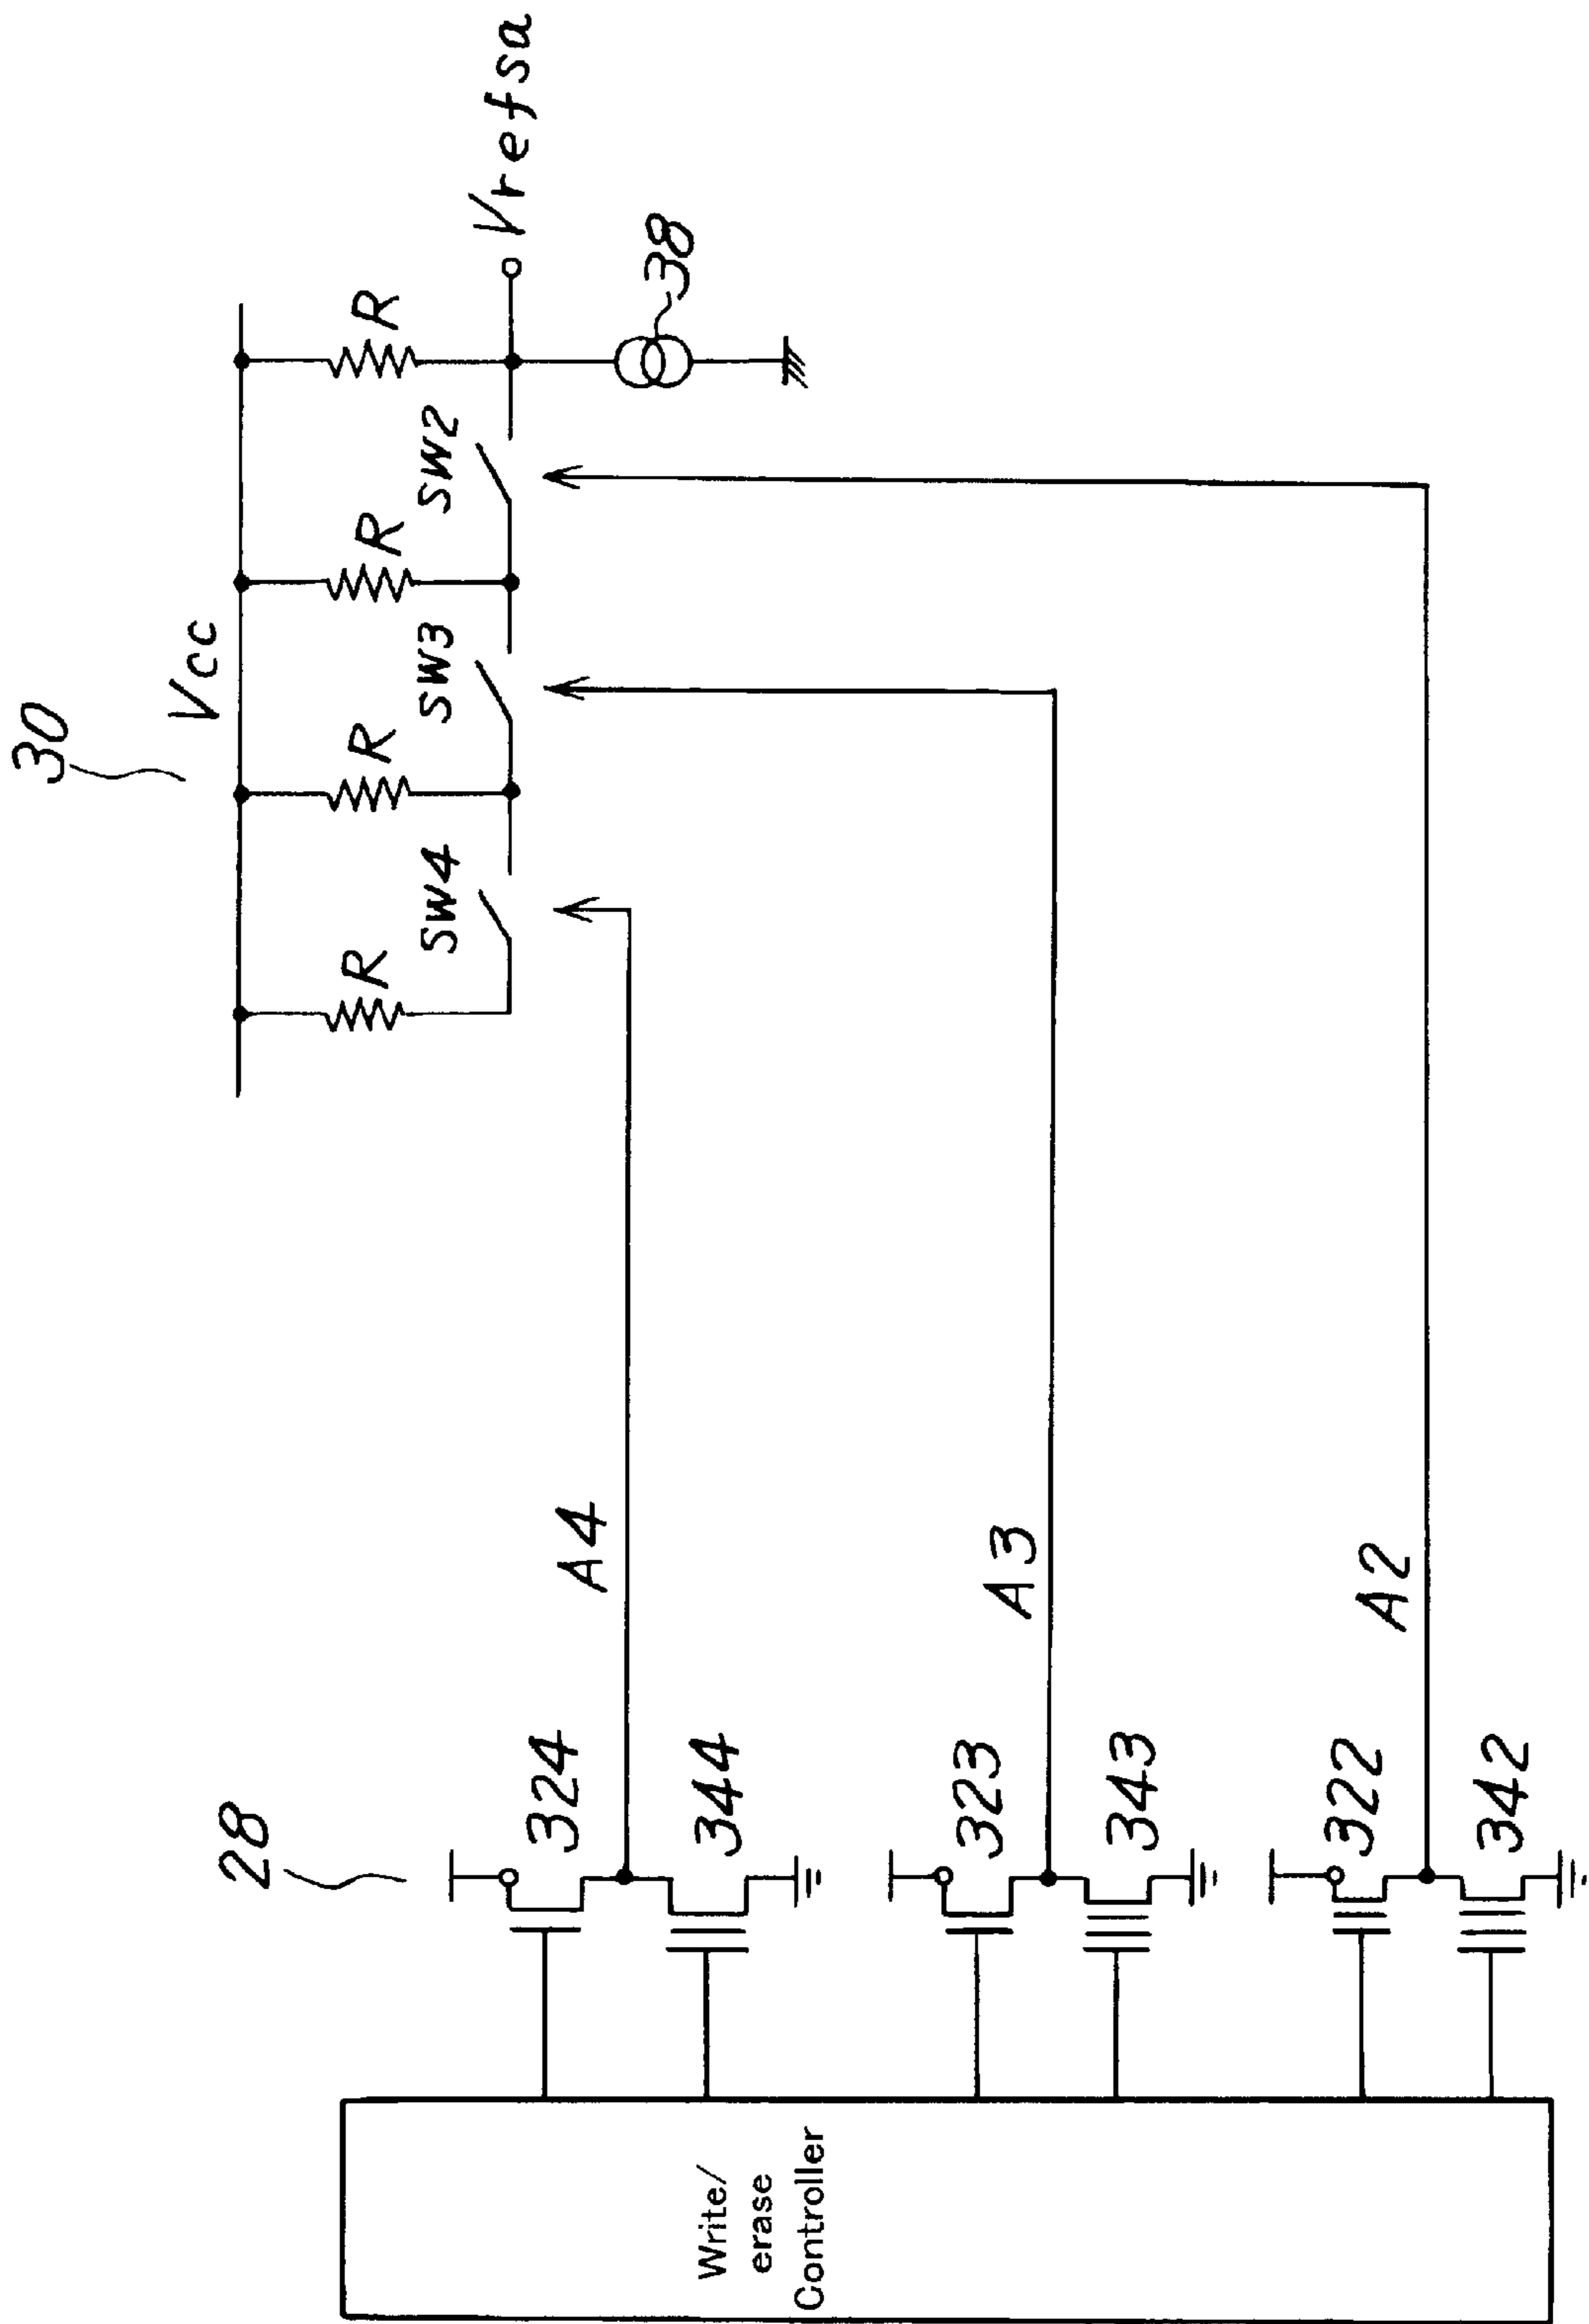 30
Vcc
R
R
R
R
SW4
SW3
SW2
Vrefsa
38
28
324
A4
344
323
A3
343
322
A2
342
Write/
erase
Controller